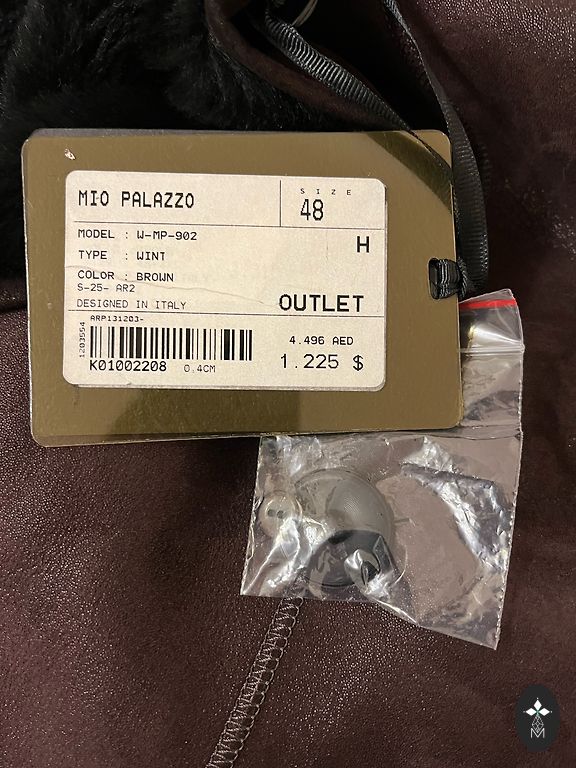 MIO PALAZZO
SIZE
48
MODEL : W-MP-902
H
TYPE : WINT
COLOR : BROWN
S-25- AR2
DESIGNED IN ITALY
OUTLET
ARP131203-
1203554
4.496 AED
K01002208
0.4CM
1.225 $
M